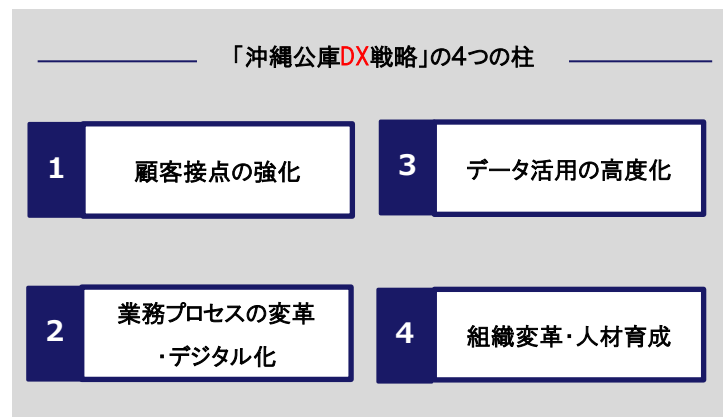 「沖縄公庫DX戦略」の4つの柱
1
顧客接点の強化
2
業務プロセスの変革
・デジタル化
3
データ活用の高度化
4
組織変革・人材育成